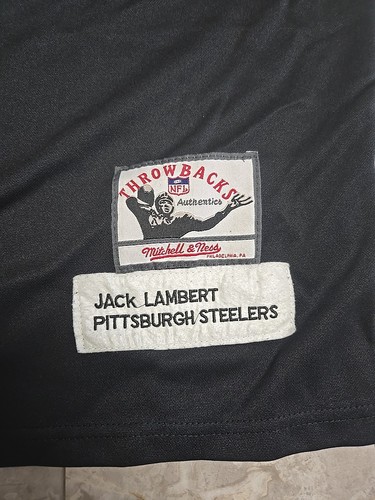 THROWBACKS
NFL
Authentics
Mitchell & Ness
PHILADELPHIA, PA
JACK LAMBERT
PITTSBURGH STEELERS